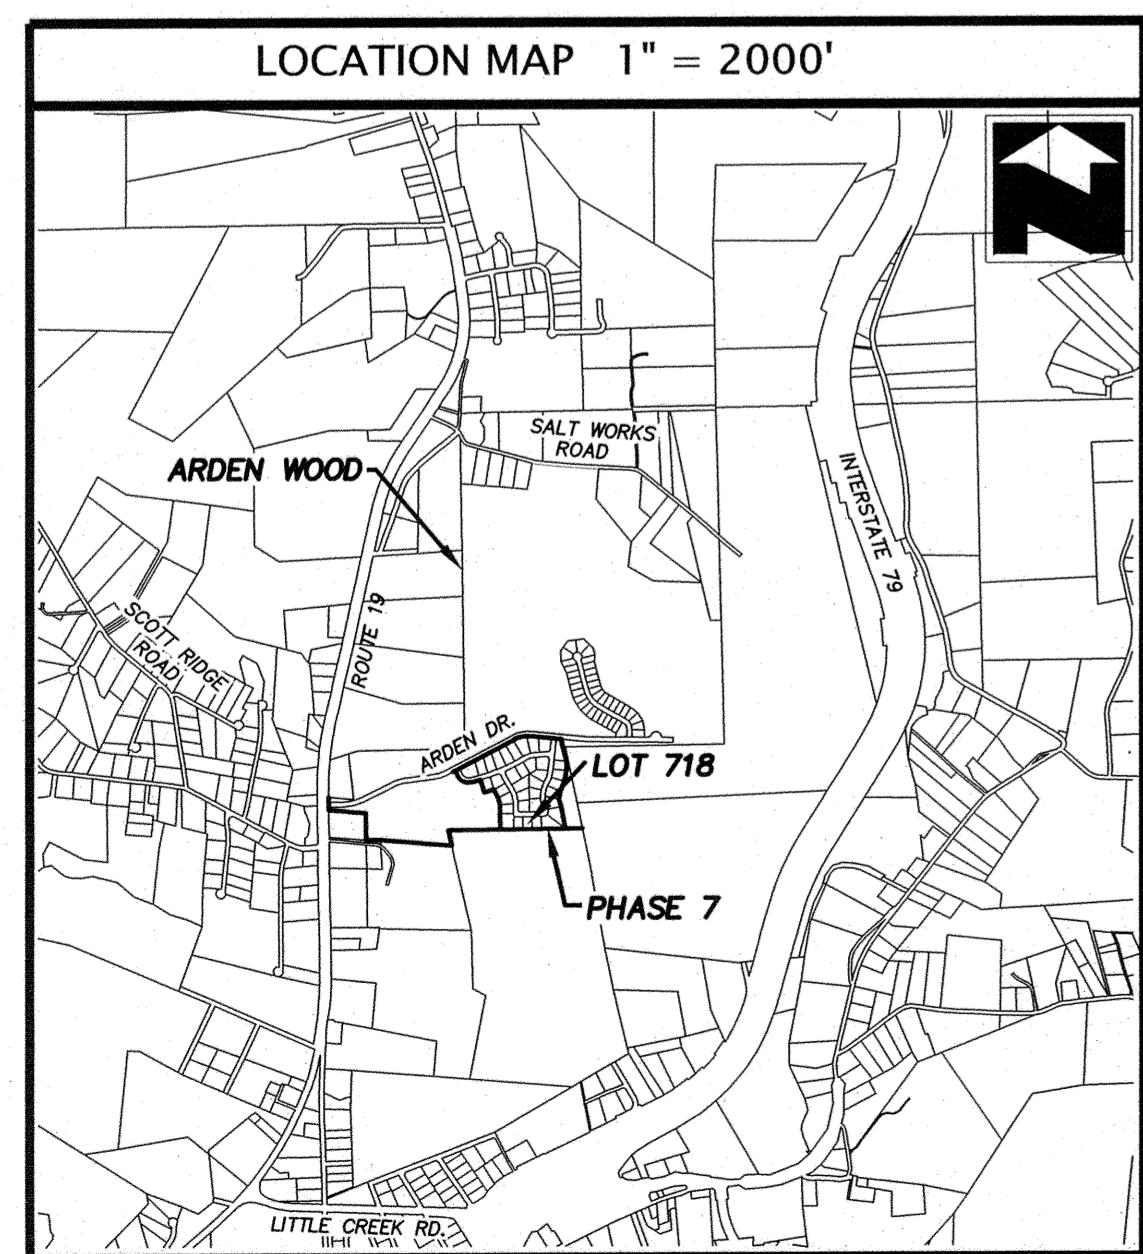 LOCATION MAP 1" = 2000'
N
SALT WORKS
ROAD
ARDEN WOOD
INTERSTATE 79
SCOTT RIDGE
ROAD
ROUTE 19
ARDEN DR.
LOT 718
PHASE 7
LITTLE CREEK RD.